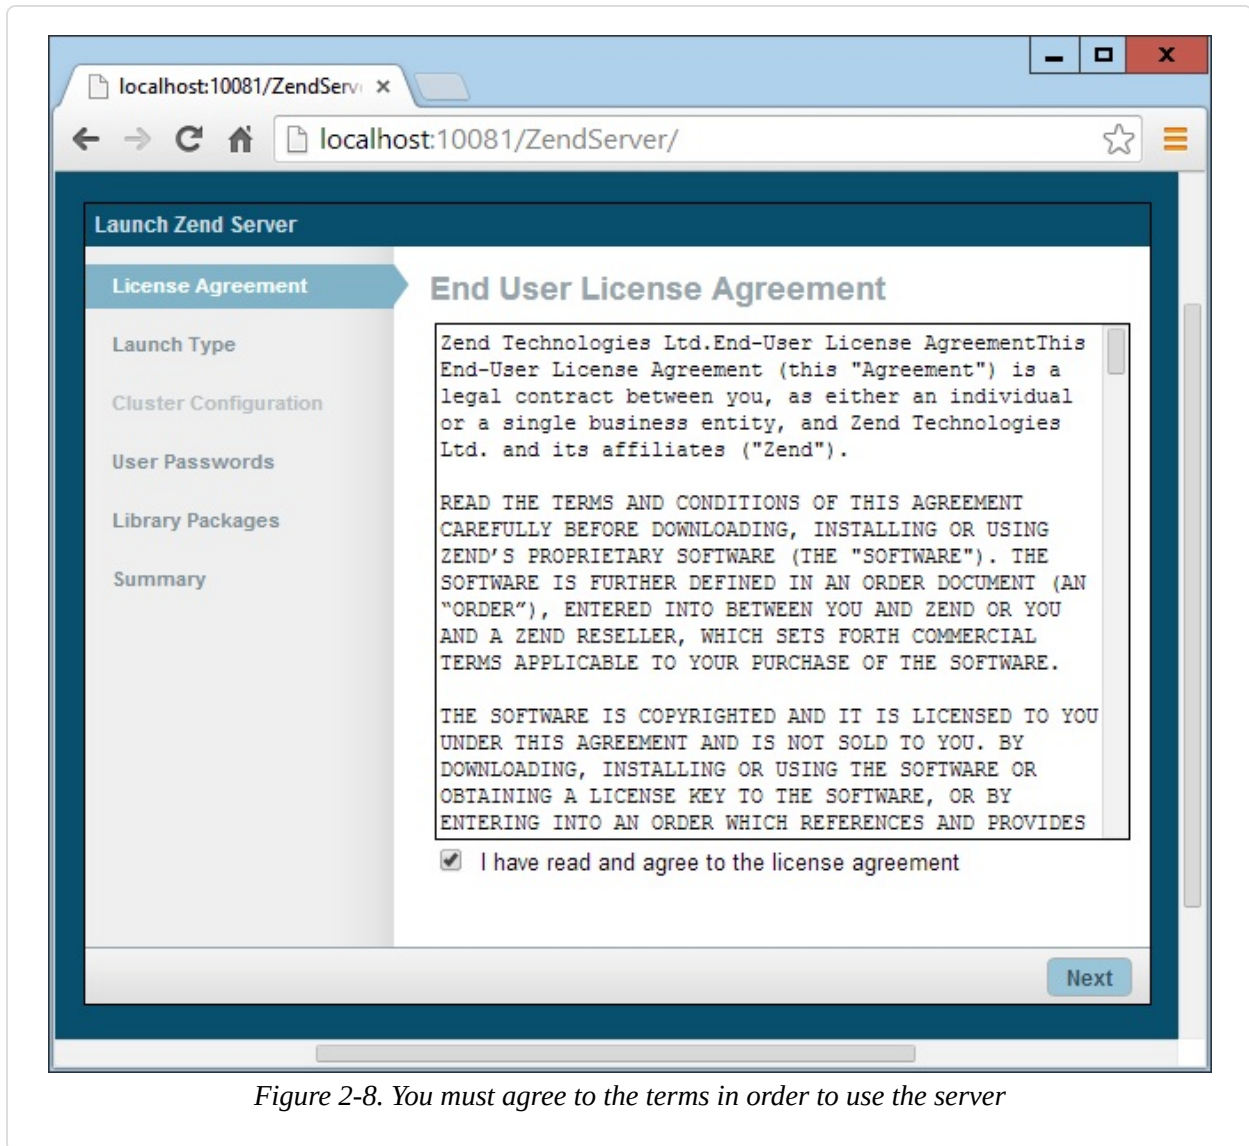 localhost:10081/ZendServ
localhost:10081/ZendServer/
Launch Zend Server
License Agreement
Launch Type
Cluster Configuration
User Passwords
Library Packages
Summary
End User License Agreement
Zend Technologies Ltd.End-User License AgreementThis
End-User License Agreement (this "Agreement") is a
legal contract between you, as either an individual
or a single business entity, and Zend Technologies
Ltd. and its affiliates ("Zend").
READ THE TERMS AND CONDITIONS OF THIS AGREEMENT
CAREFULLY BEFORE DOWNLOADING, INSTALLING OR USING
ZEND’S PROPRIETARY SOFTWARE (THE "SOFTWARE"). THE
SOFTWARE IS FURTHER DEFINED IN AN ORDER DOCUMENT (AN
“ORDER”), ENTERED INTO BETWEEN YOU AND ZEND OR YOU
AND A ZEND RESELLER, WHICH SETS FORTH COMMERCIAL
TERMS APPLICABLE TO YOUR PURCHASE OF THE SOFTWARE.
THE SOFTWARE IS COPYRIGHTED AND IT IS LICENSED TO YOU
UNDER THIS AGREEMENT AND IS NOT SOLD TO YOU. BY
DOWNLOADING, INSTALLING OR USING THE SOFTWARE OR
OBTAINING A LICENSE KEY TO THE SOFTWARE, OR BY
ENTERING INTO AN ORDER WHICH REFERENCES AND PROVIDES
I have read and agree to the license agreement
Next
Figure 2-8. You must agree to the terms in order to use the server